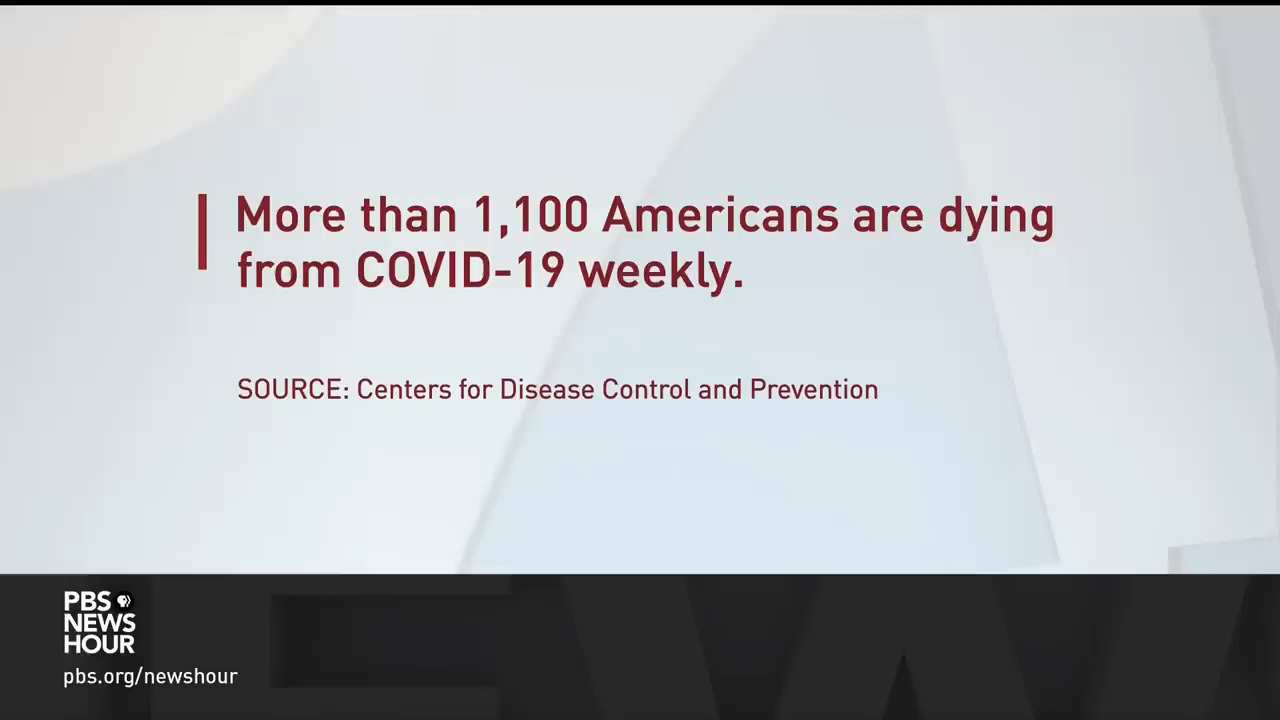 More than 1,100 Americans are dying
from COVID-19 weekly.
SOURCE: Centers for Disease Control and Prevention
PBS
NEWS
HOUR
pbs.org/newshour